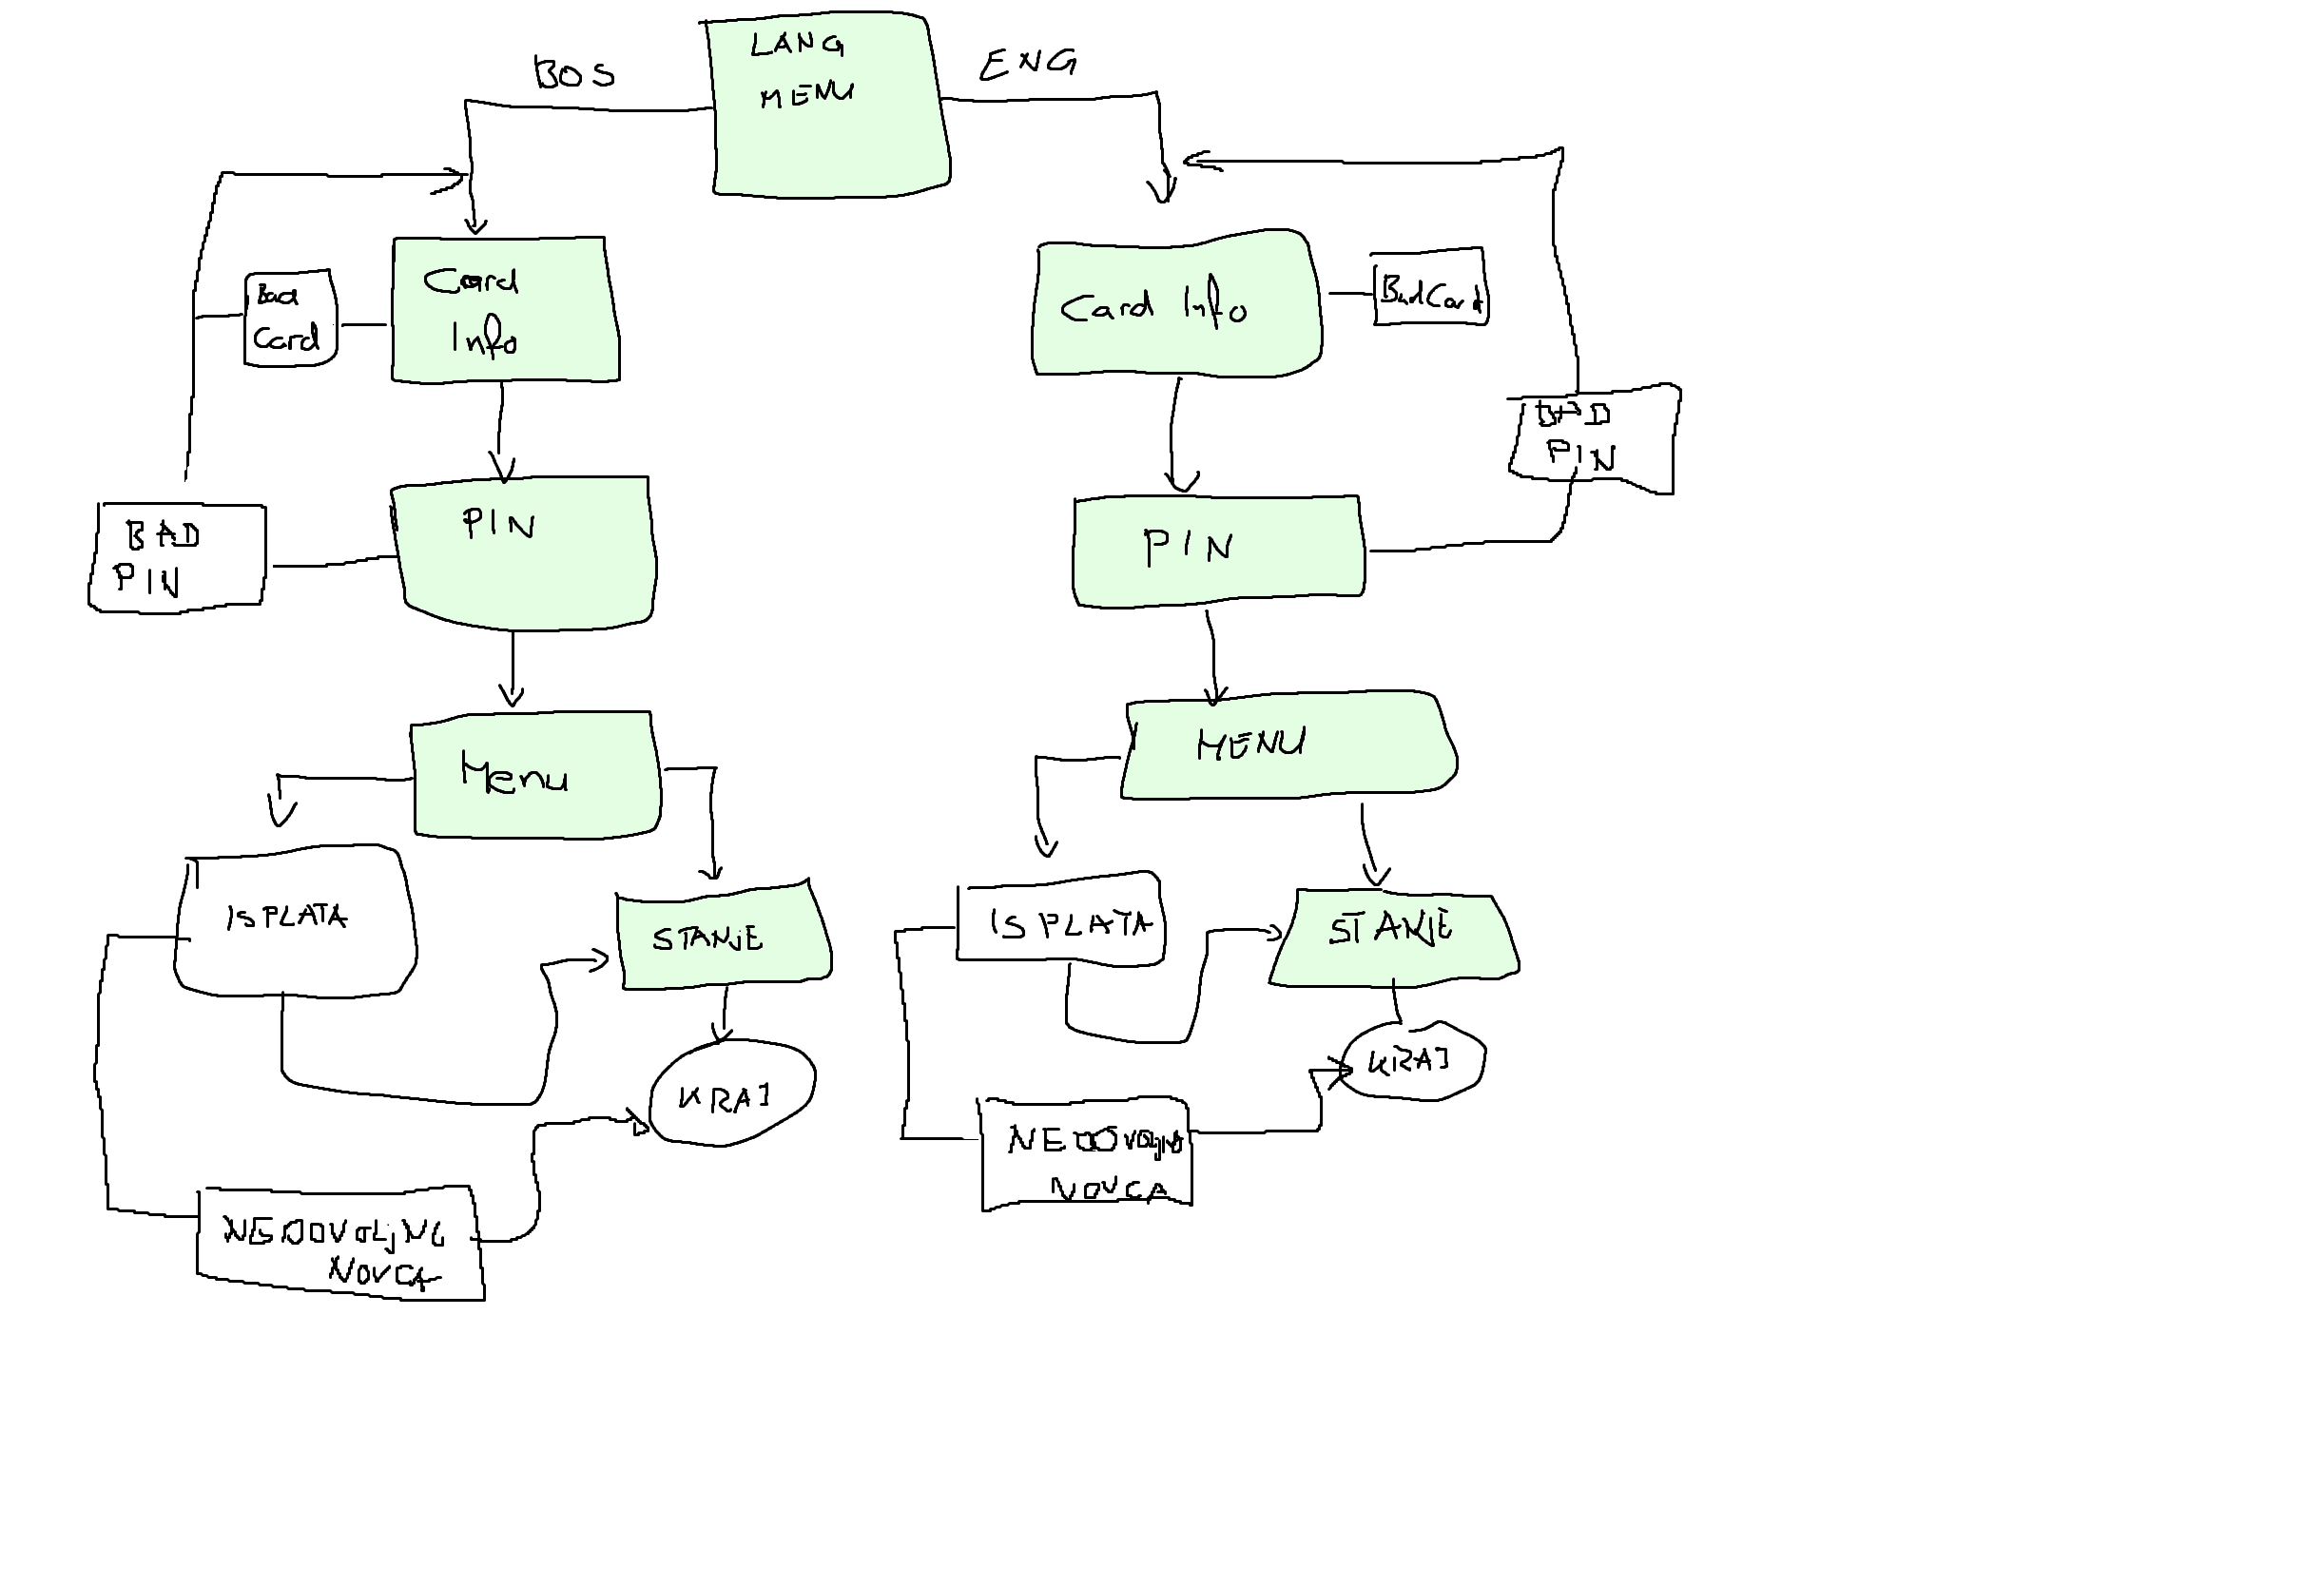 LANG
MENU
BOS
ENG
Card
Info
Bad
Card
Card Info
BadCard
BAD
PIN
PIN
BAD
PIN
PIN
Menu
MENU
ISPLATA
STANjE
ISPLATA
STANjE
KRAJ
KRAJ
NEDOVOLjNO
NOVCA
NEDOVOLjNO
NOVCA